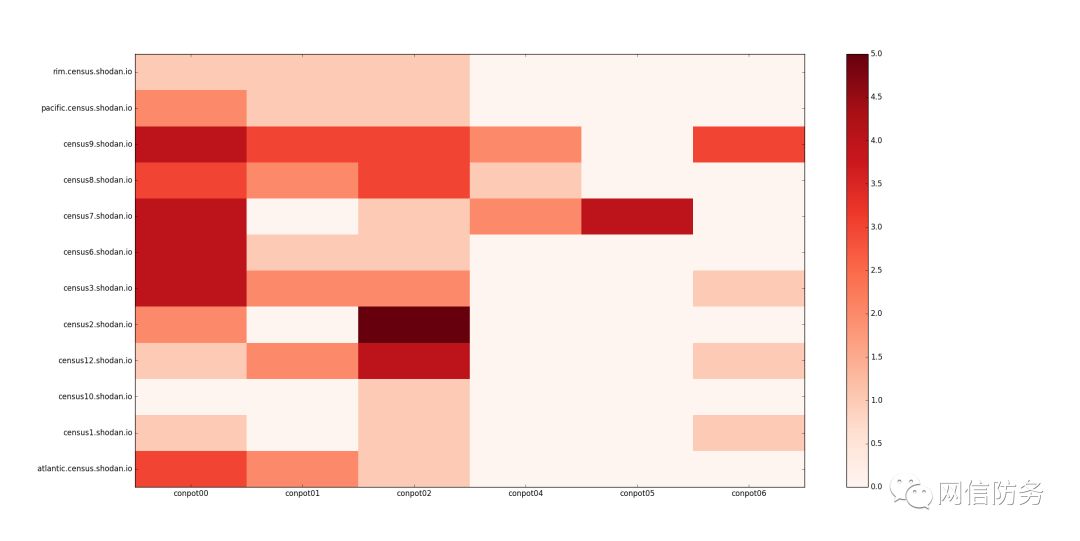 rim.census.shodan.io
pacific.census.shodan.io
census9.shodan.io
census8.shodan.io
census7.shodan.io
census6.shodan.io
census3.shodan.io
census2.shodan.io
census12.shodan.io
census10.shodan.io
census1.shodan.io
atlantic.census.shodan.io
conpot00 conpot01 conpot02 conpot04 conpot05 conpot06
5.0
4.5
4.0
3.5
3.0
2.5
2.0
1.5
1.0
0.5
0.0
网信防务